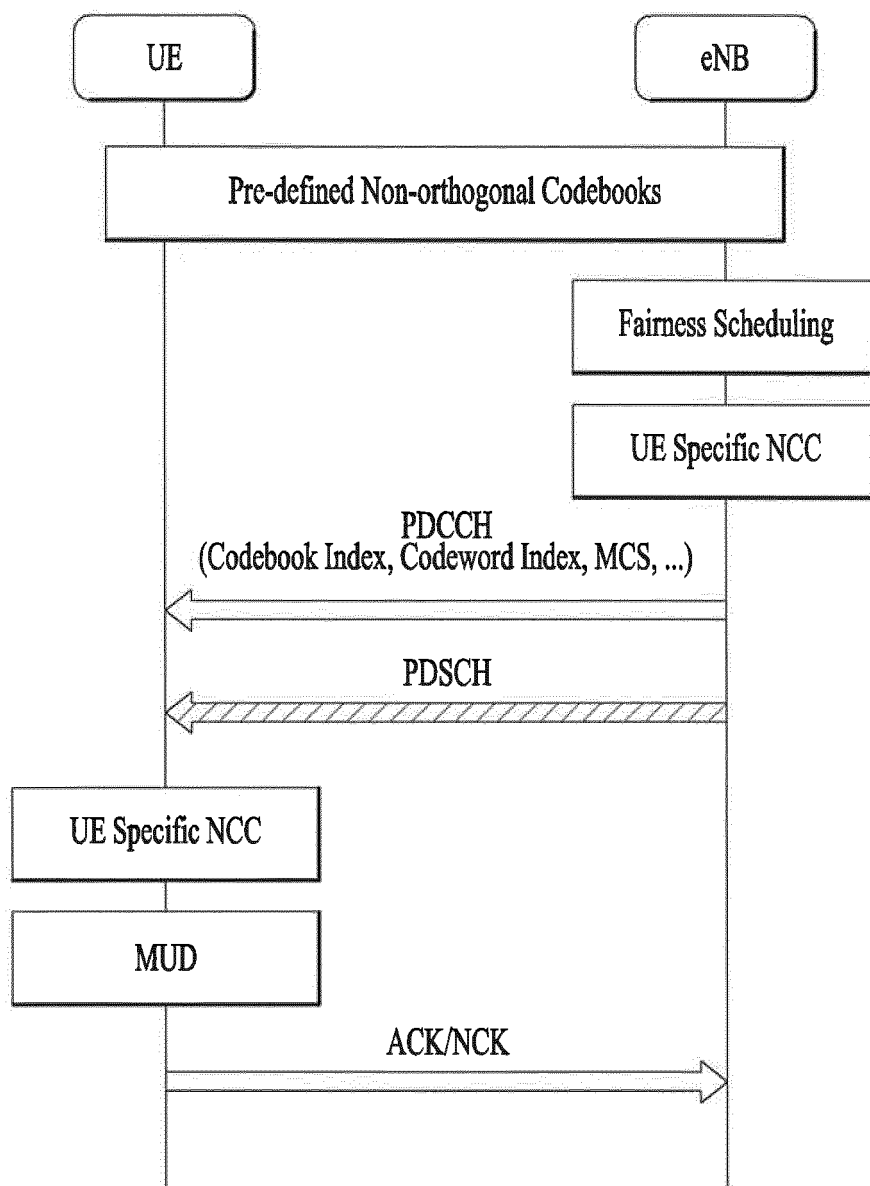 UE
eNB
Pre-defined Non-orthogonal Codebooks
Fairness Scheduling
UE Specific NCC
PDCCH
(Codebook Index, Codeword Index, MCS, ...)
PDSCH
UE Specific NCC
MUD
ACK/NCK